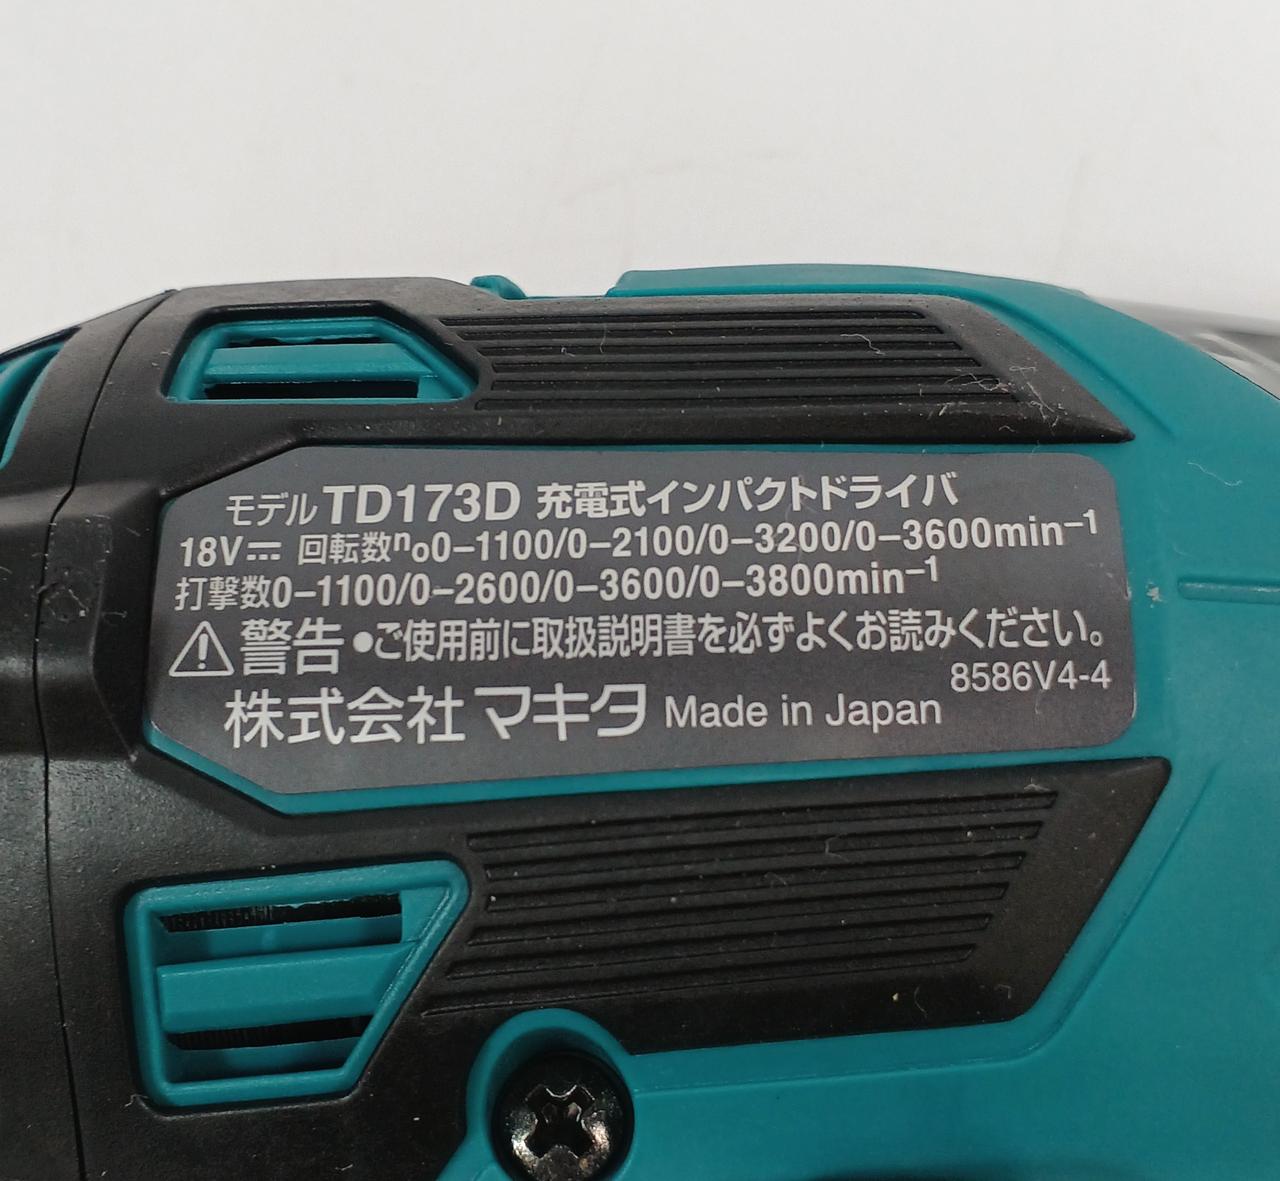 モデル TD173D 充電式インパクトドライバ
18V⎓ 回転数 n₀0−1100/0−2100/0−3200/0−3600min⁻¹
打撃数0−1100/0−2600/0−3600/0−3800min⁻¹
⚠警告 ●ご使用前に取扱説明書を必ずよくお読みください。
8586V4-4
株式会社 マキタ Made in Japan